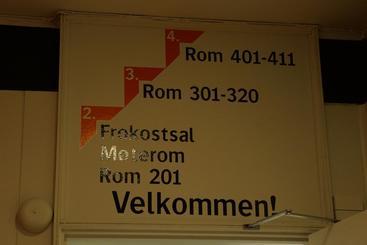 4.
Rom 401-411
3.
Rom 301-320
2.
Frokostsal
Møterom
Rom 201
Velkommen!